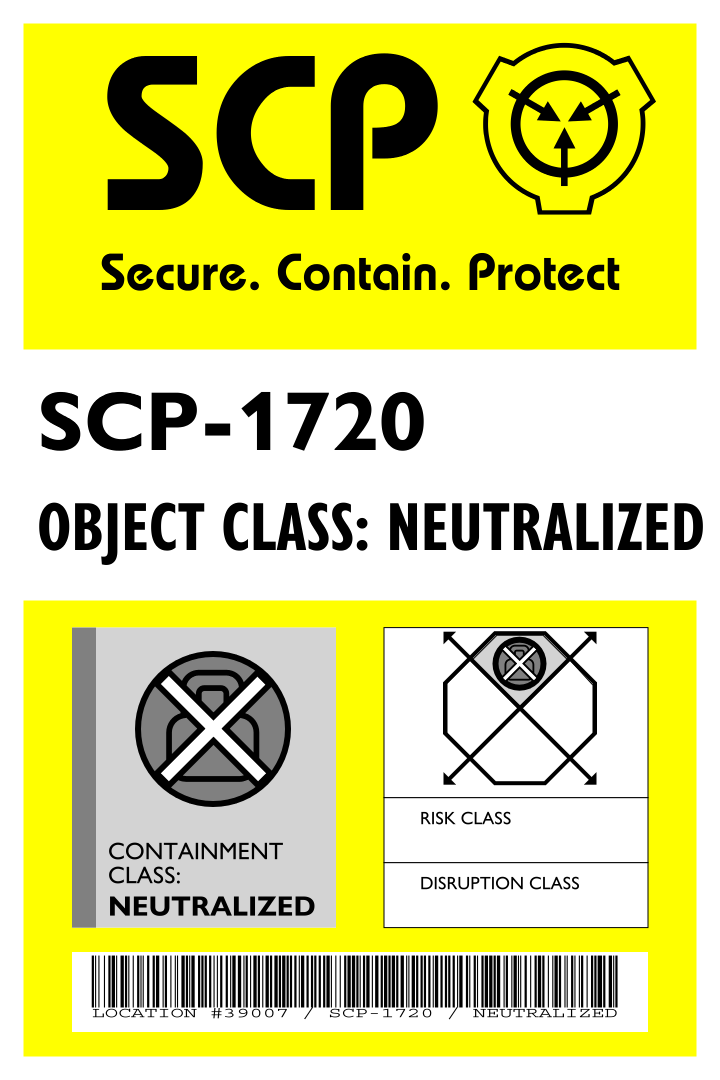 SCP
Secure. Contain. Protect
SCP-1720
OBJECT CLASS: NEUTRALIZED
CONTAINMENT
CLASS:
NEUTRALIZED
RISK CLASS
DISRUPTION CLASS
LOCATION #39007 / SCP-1720 / NEUTRALIZED